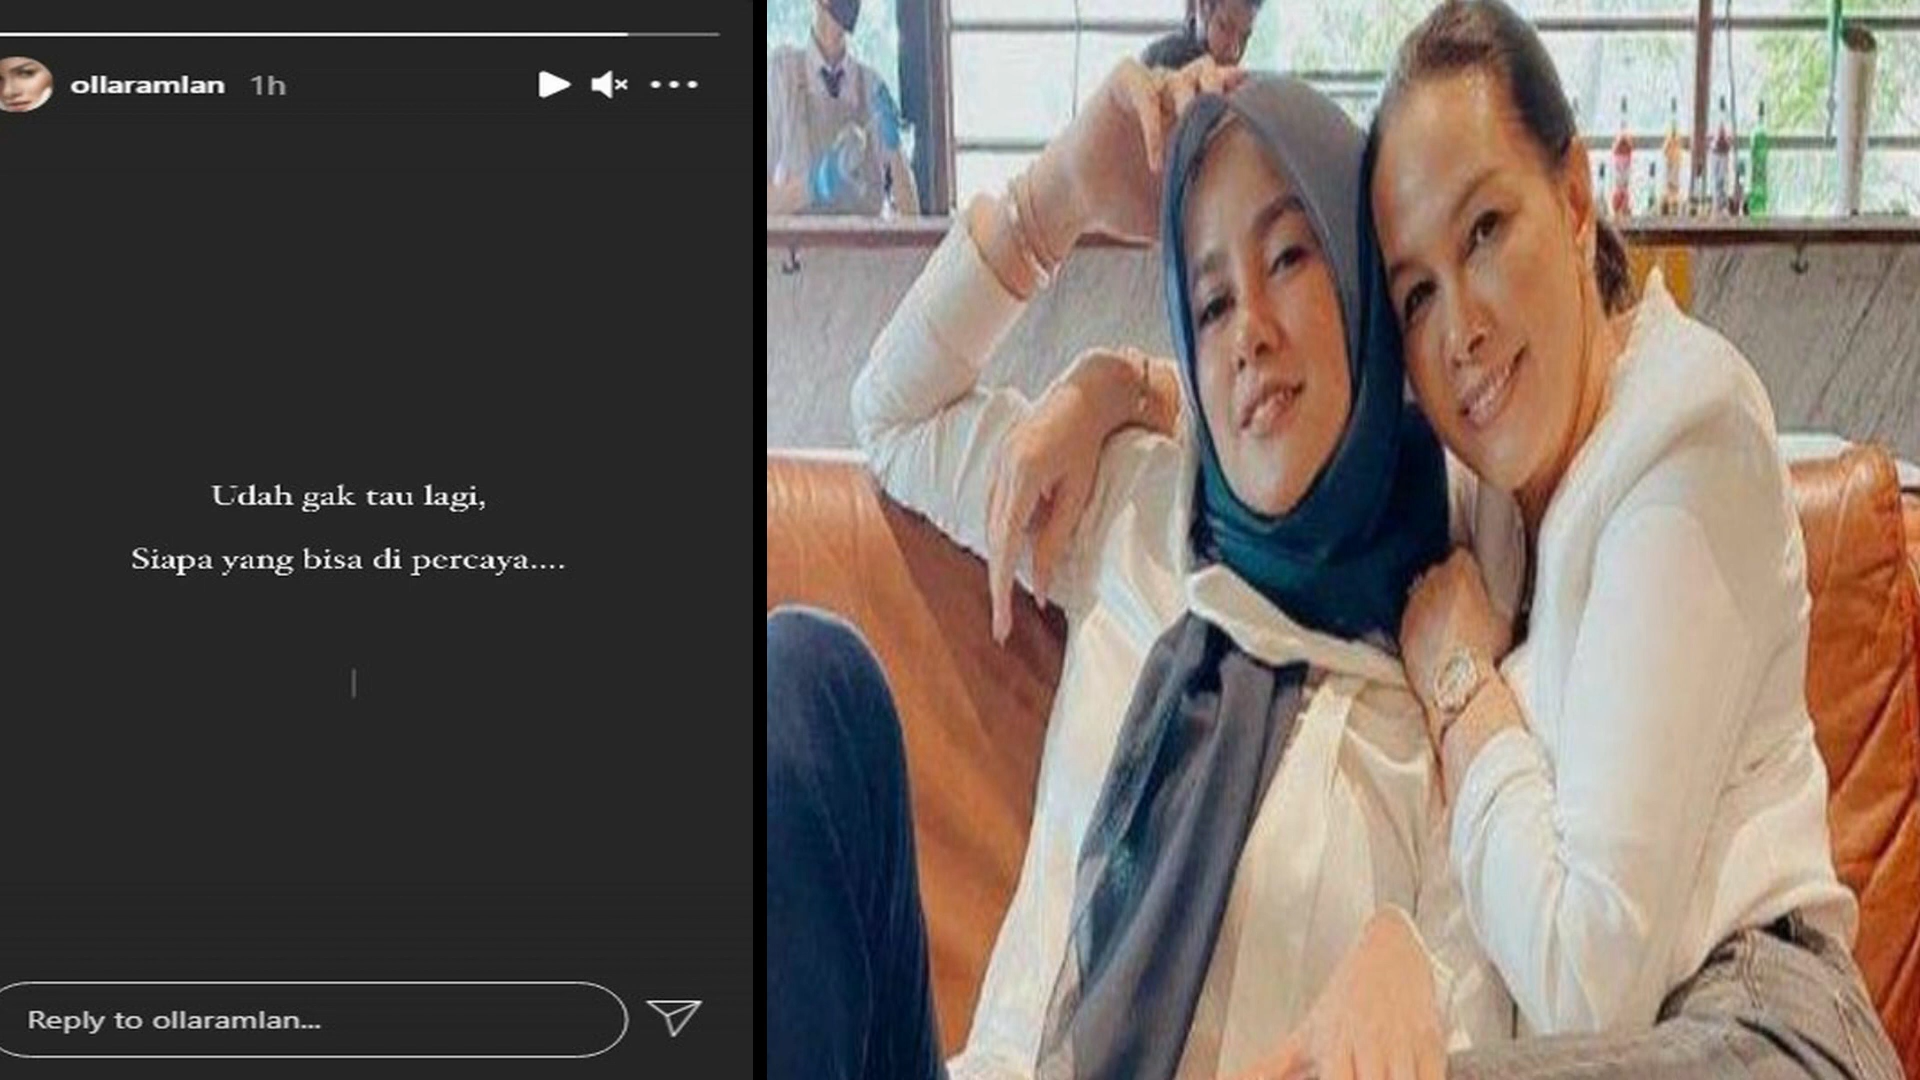 ollaramlan 1h
Udah gak tau lagi,
Siapa yang bisa di percaya....
Reply to ollaramlan...